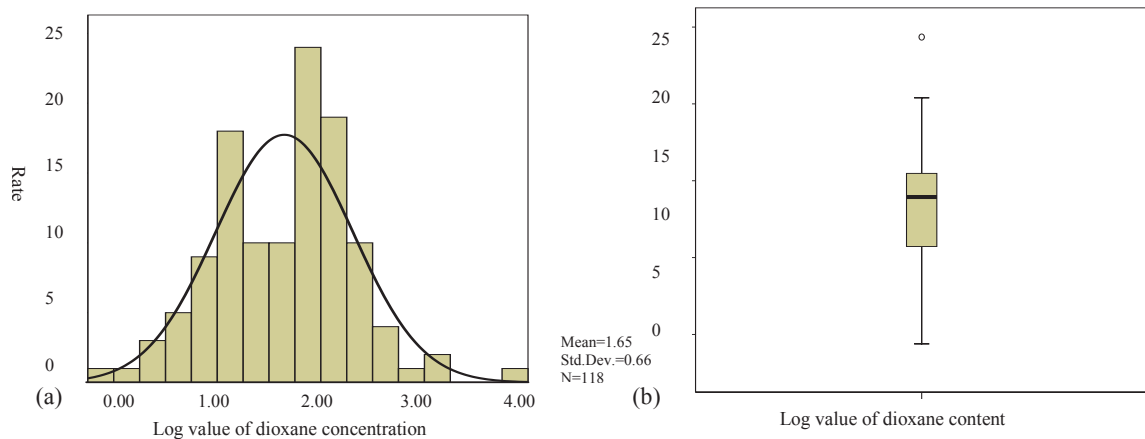 25
20
15
10
5
0
Rate
0.00 1.00 2.00 3.00 4.00
Log value of dioxane concentration
(a)
Mean=1.65
Std.Dev.=0.66
N=118
25
20
15
10
5
0
(b)
Log value of dioxane content